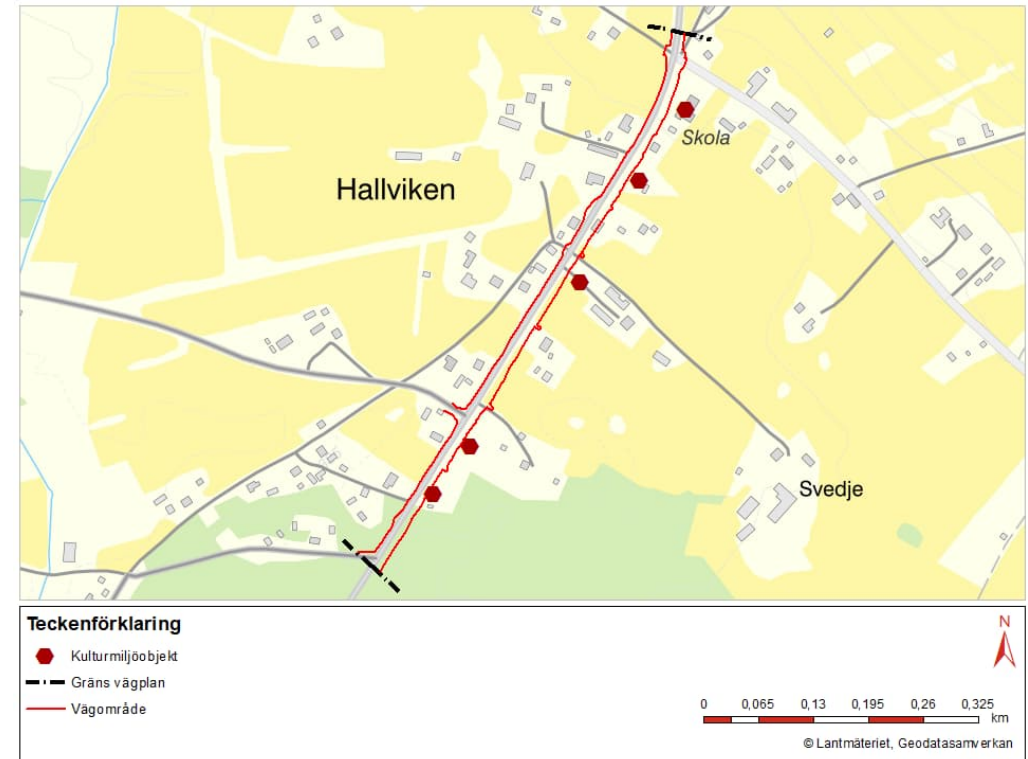 Skola
Hallviken
Svedje
Teckenförklaring
Kulturmiljöobjekt
Gräns vägplan
Vägområde
N
0 0,065 0,13 0,195 0,26 0,325
km
© Lantmäteriet, Geodatasamverkan